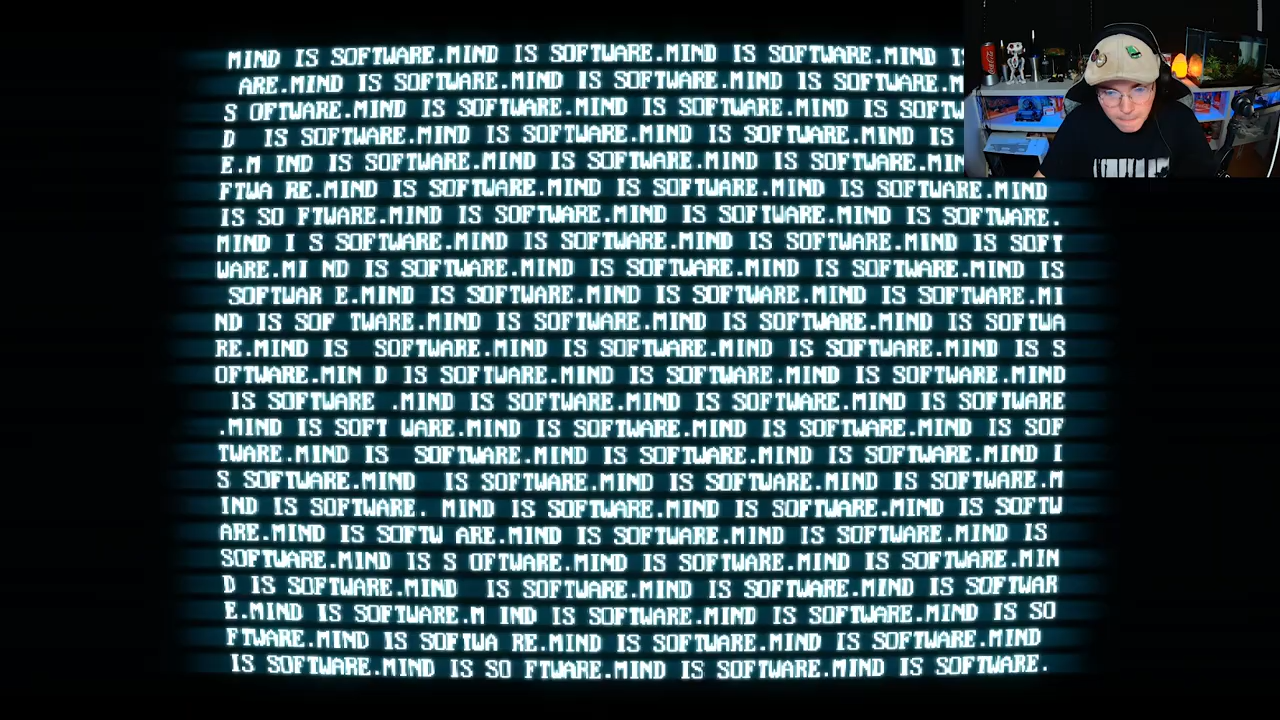 MIND IS SOFTWARE.MIND IS SOFTWARE.MIND IS SOFTWARE.MIND
ARE.MIND IS SOFTWARE.MIND IS SOFTWARE.MIND IS SOFTWARE.M
S OFTWARE.MIND IS SOFTWARE.MIND IS SOFTWARE.MIND IS SOFTW
D  IS SOFTWARE.MIND IS SOFTWARE.MIND IS SOFTWARE.MIND IS
E.M IND IS SOFTWARE.MIND IS SOFTWARE.MIND IS SOFTWARE.MIN
FTWA RE.MIND IS SOFTWARE.MIND IS SOFTWARE.MIND IS SOFTWARE.MIND
IS SO FTWARE.MIND IS SOFTWARE.MIND IS SOFTWARE.MIND IS SOFTWARE.
MIND I S SOFTWARE.MIND IS SOFTWARE.MIND IS SOFTWARE.MIND IS SOFT
WARE.MI ND IS SOFTWARE.MIND IS SOFTWARE.MIND IS SOFTWARE.MIND IS
SOFTWAR E.MIND IS SOFTWARE.MIND IS SOFTWARE.MIND IS SOFTWARE.MI
ND IS SOF TWARE.MIND IS SOFTWARE.MIND IS SOFTWARE.MIND IS SOFTWA
RE.MIND IS  SOFTWARE.MIND IS SOFTWARE.MIND IS SOFTWARE.MIND IS S
OFTWARE.MIN D IS SOFTWARE.MIND IS SOFTWARE.MIND IS SOFTWARE.MIND
IS SOFTWARE .MIND IS SOFTWARE.MIND IS SOFTWARE.MIND IS SOFTWARE
.MIND IS SOFT WARE.MIND IS SOFTWARE.MIND IS SOFTWARE.MIND IS SOF
TWARE.MIND IS  SOFTWARE.MIND IS SOFTWARE.MIND IS SOFTWARE.MIND I
S SOFTWARE.MIND  IS SOFTWARE.MIND IS SOFTWARE.MIND IS SOFTWARE.M
IND IS SOFTWARE. MIND IS SOFTWARE.MIND IS SOFTWARE.MIND IS SOFTW
ARE.MIND IS SOFTW ARE.MIND IS SOFTWARE.MIND IS SOFTWARE.MIND IS
SOFTWARE.MIND IS S OFTWARE.MIND IS SOFTWARE.MIND IS SOFTWARE.MIN
D IS SOFTWARE.MIND  IS SOFTWARE.MIND IS SOFTWARE.MIND IS SOFTWAR
E.MIND IS SOFTWARE.M IND IS SOFTWARE.MIND IS SOFTWARE.MIND IS SO
FTWARE.MIND IS SOFTWA RE.MIND IS SOFTWARE.MIND IS SOFTWARE.MIND
IS SOFTWARE.MIND IS SO FTWARE.MIND IS SOFTWARE.MIND IS SOFTWARE.